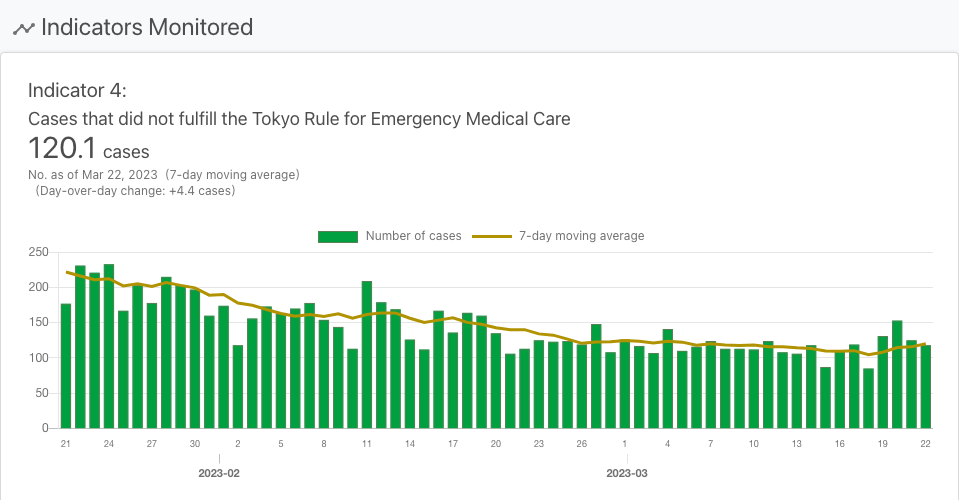 Indicators Monitored
Indicator 4:
Cases that did not fulfill the Tokyo Rule for Emergency Medical Care
120.1 cases
No. as of Mar 22, 2023 (7-day moving average)
(Day-over-day change: +4.4 cases)
Number of cases 7-day moving average
250
200
150
100
50
0
21 24 27 30 2 5 8 11 14 17 20 23 26 1 4 7 10 13 16 19 22
2023-02 2023-03